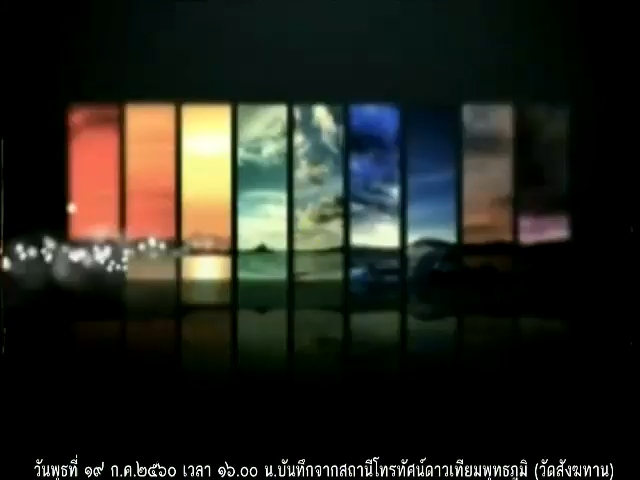 วันพุธที่ ๑๙ ก.ค.๒๕๖๐ เวลา ๑๖.๐๐ น.บันทึกจากสถานีโทรทัศน์ดาวเทียมพุทธภูมิ (วัดสังฆทาน)